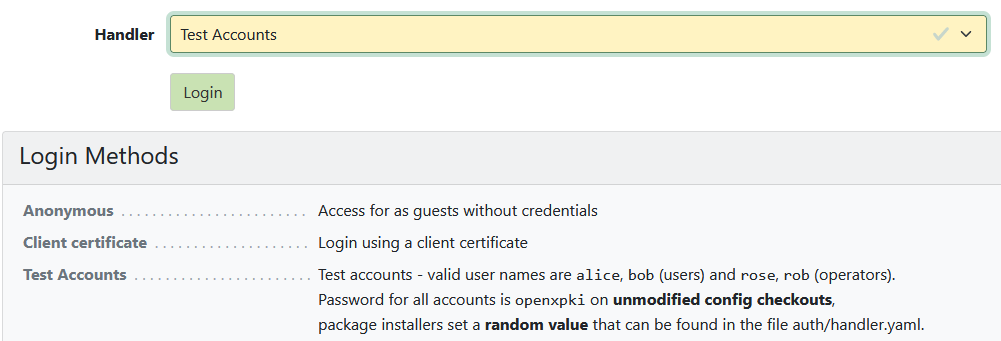 Handler Test Accounts
Login
Login Methods
Anonymous ........................ Access for as guests without credentials
Client certificate .................... Login using a client certificate
Test Accounts ....................... Test accounts - valid user names are alice, bob (users) and rose, rob (operators).
Password for all accounts is openxpki on unmodified config checkouts,
package installers set a random value that can be found in the file auth/handler.yaml.